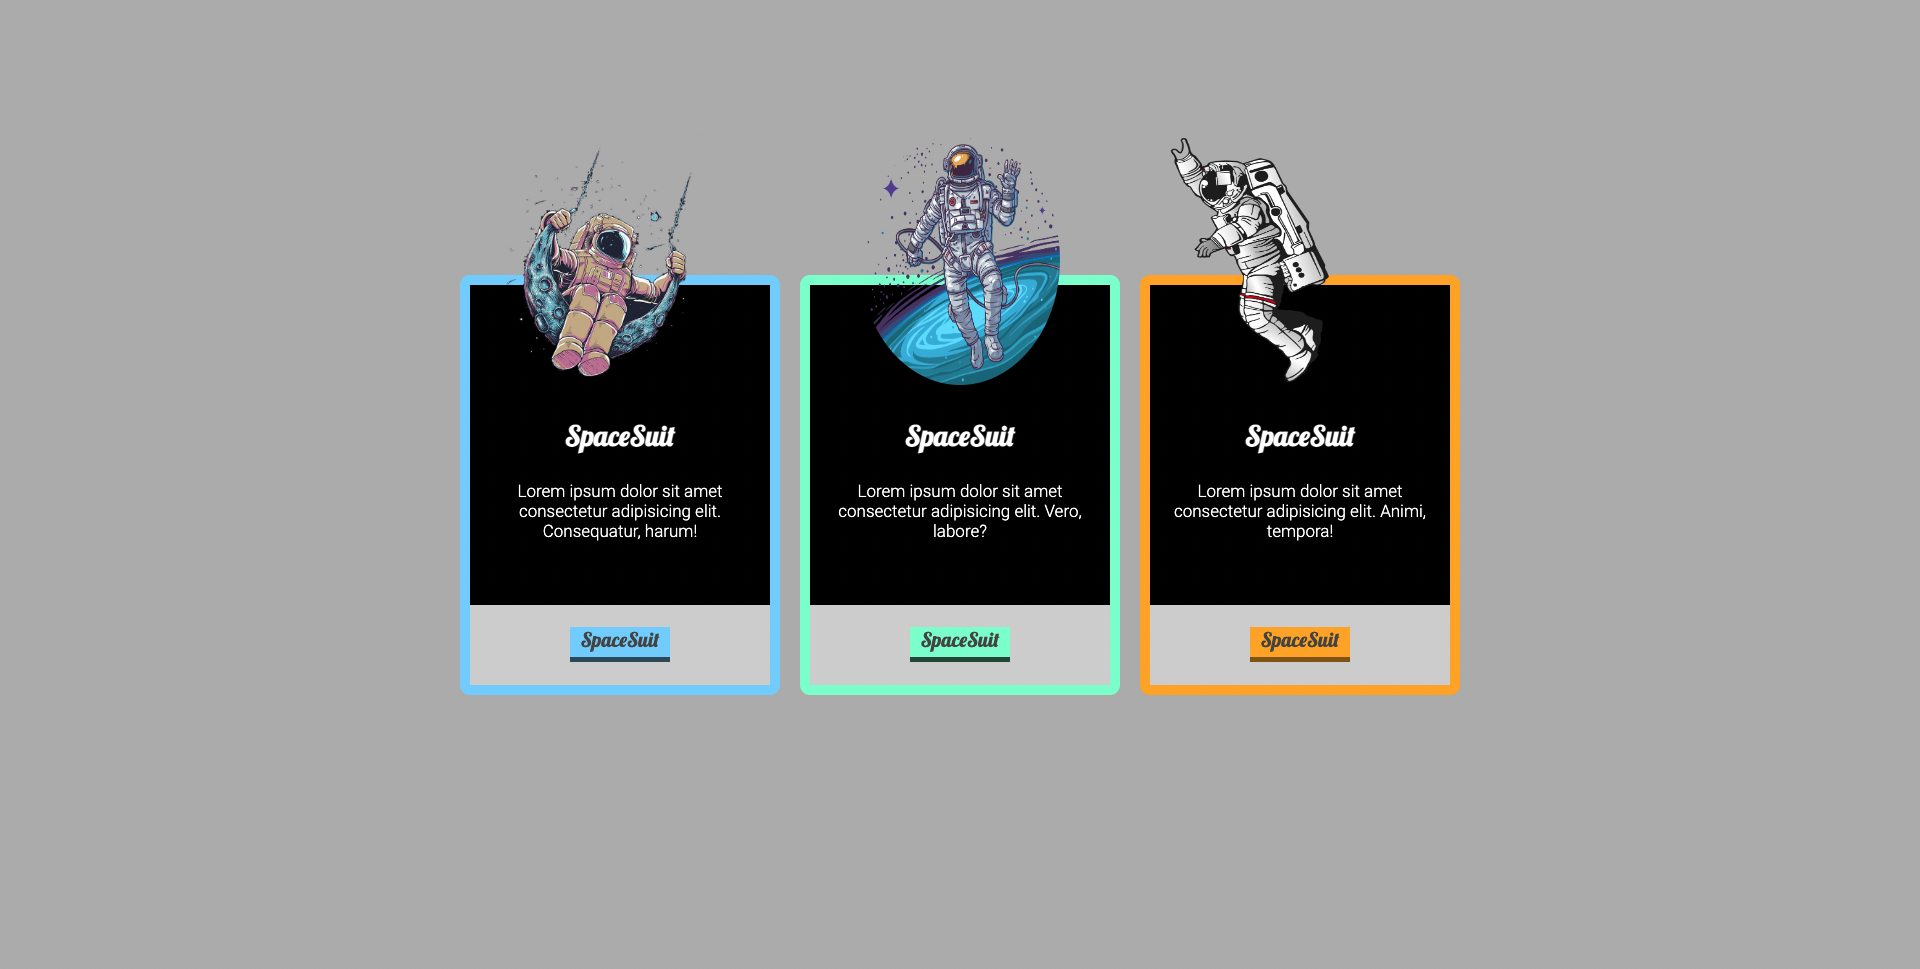 SpaceSuit
Lorem ipsum dolor sit amet
consectetur adipisicing elit.
Consequatur, harum!
SpaceSuit
SpaceSuit
Lorem ipsum dolor sit amet
consectetur adipisicing elit. Vero,
labore?
SpaceSuit
SpaceSuit
Lorem ipsum dolor sit amet
consectetur adipisicing elit. Animi,
tempora!
SpaceSuit